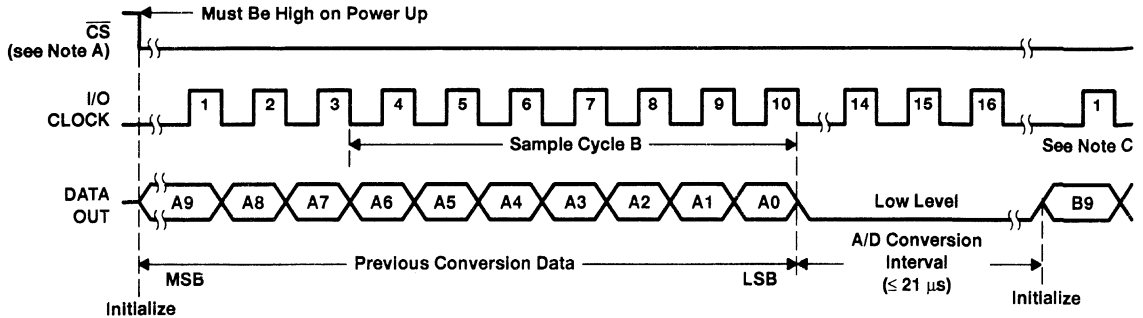 Must Be High on Power Up
CS
(see Note A)
I/O
CLOCK
1 2 3 4 5 6 7 8 9 10 14 15 16 1
Sample Cycle B
See Note C
DATA
OUT
A9 A8 A7 A6 A5 A4 A3 A2 A1 A0 Low Level B9
A/D Conversion
Interval
(≤ 21 μs)
Previous Conversion Data
MSB LSB
Initialize Initialize